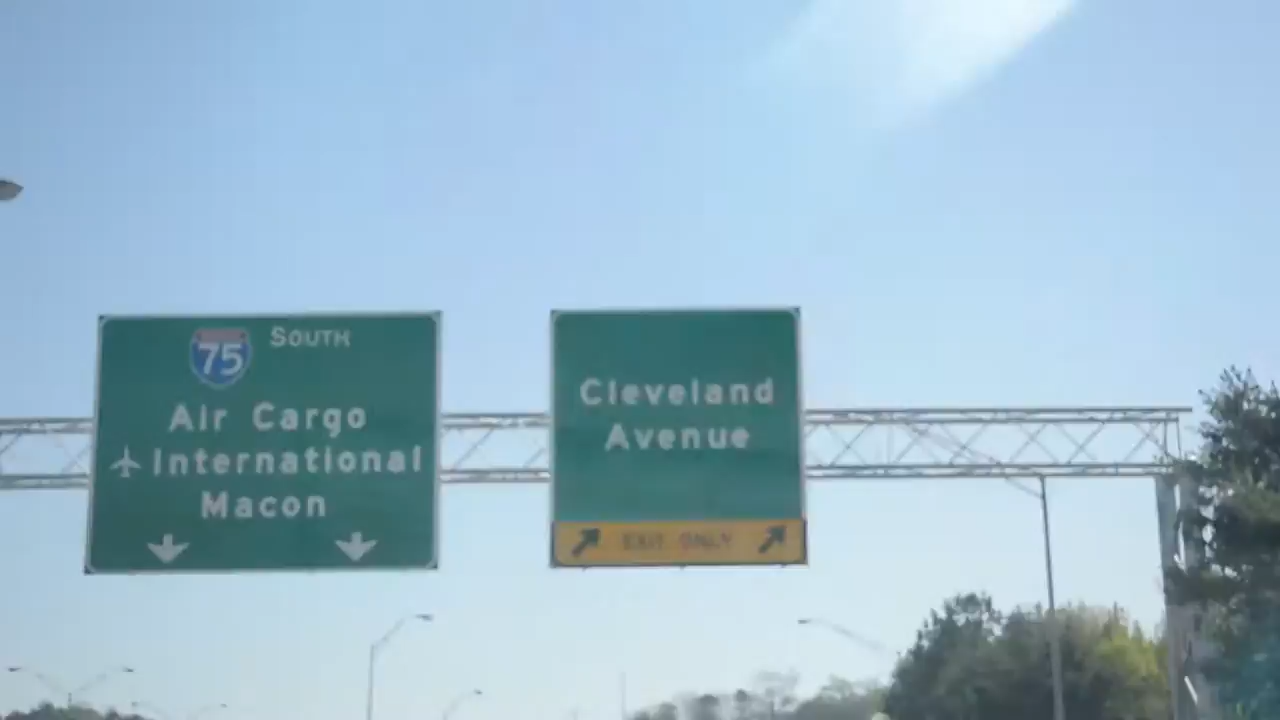 75 SOUTH
Air Cargo
International
Macon
Cleveland
Avenue
EXIT ONLY